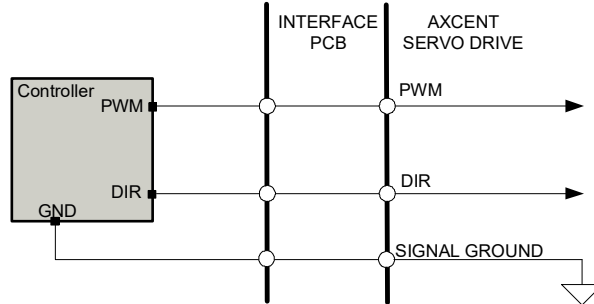 INTERFACE
PCB
AXCENT
SERVO DRIVE
Controller
PWM
PWM
DIR
DIR
GND
SIGNAL GROUND